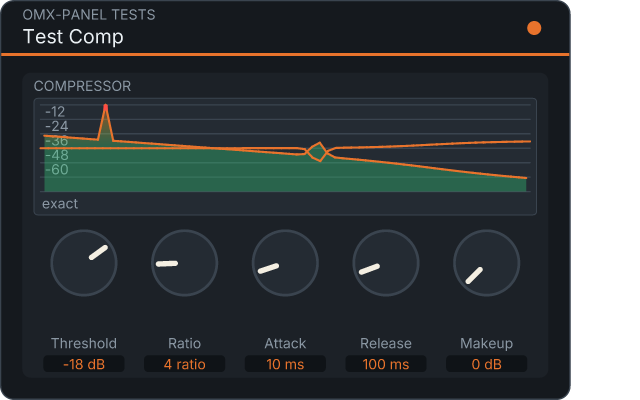 OMX-PANEL TESTS
Test Comp
COMPRESSOR
-12
-24
-36
-48
-60
exact
Threshold Ratio Attack Release Makeup
-18 dB 4 ratio 10 ms 100 ms 0 dB